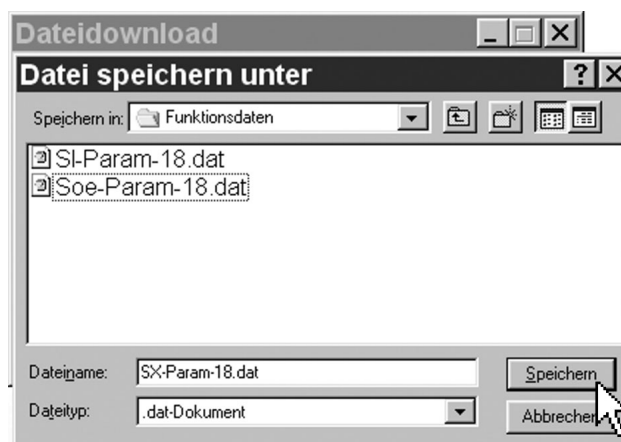 Dateidownload
Datei speichern unter
Speichern in: Funktionsdaten
SI-Param-18.dat
Soe-Param-18.dat
Dateiname: SX-Param-18.dat Speichern
Dateityp: .dat-Dokument Abbrechen